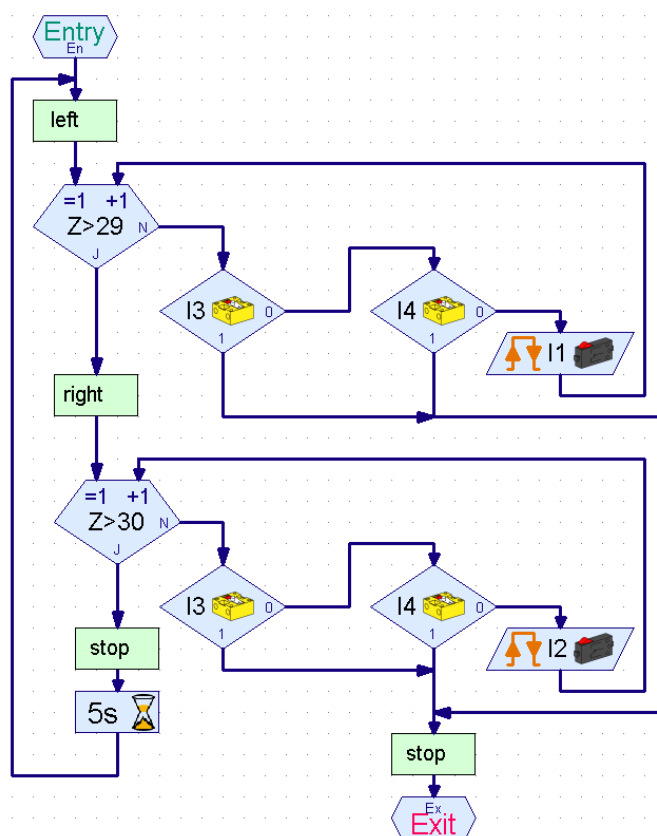 Entry
En
left
=1 +1
Z>29
N
J
I3
0
1
I4
0
1
I1
right
=1 +1
Z>30
N
J
I3
0
1
I4
0
1
I2
stop
5s
stop
Ex
Exit